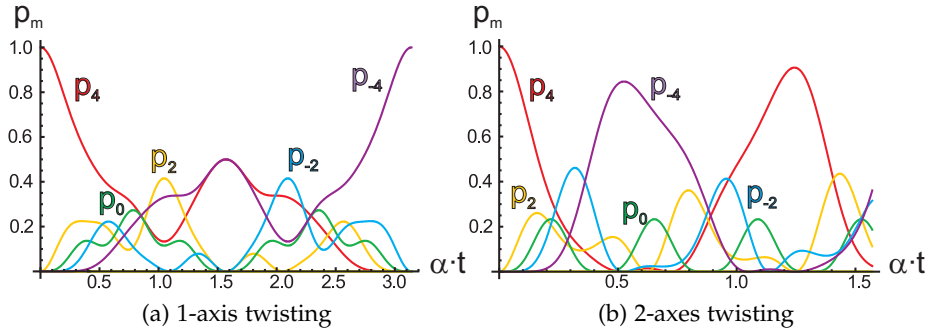 pₘ
1.0
0.8
0.6
0.4
0.2
p₄
p₋₄
p₂
p₋₂
p₀
0.5 1.0 1.5 2.0 2.5 3.0 α·t
(a) 1-axis twisting
pₘ
1.0
0.8
0.6
0.4
0.2
p₄
p₋₄
p₂
p₀
p₋₂
0.5 1.0 1.5 α·t
(b) 2-axes twisting